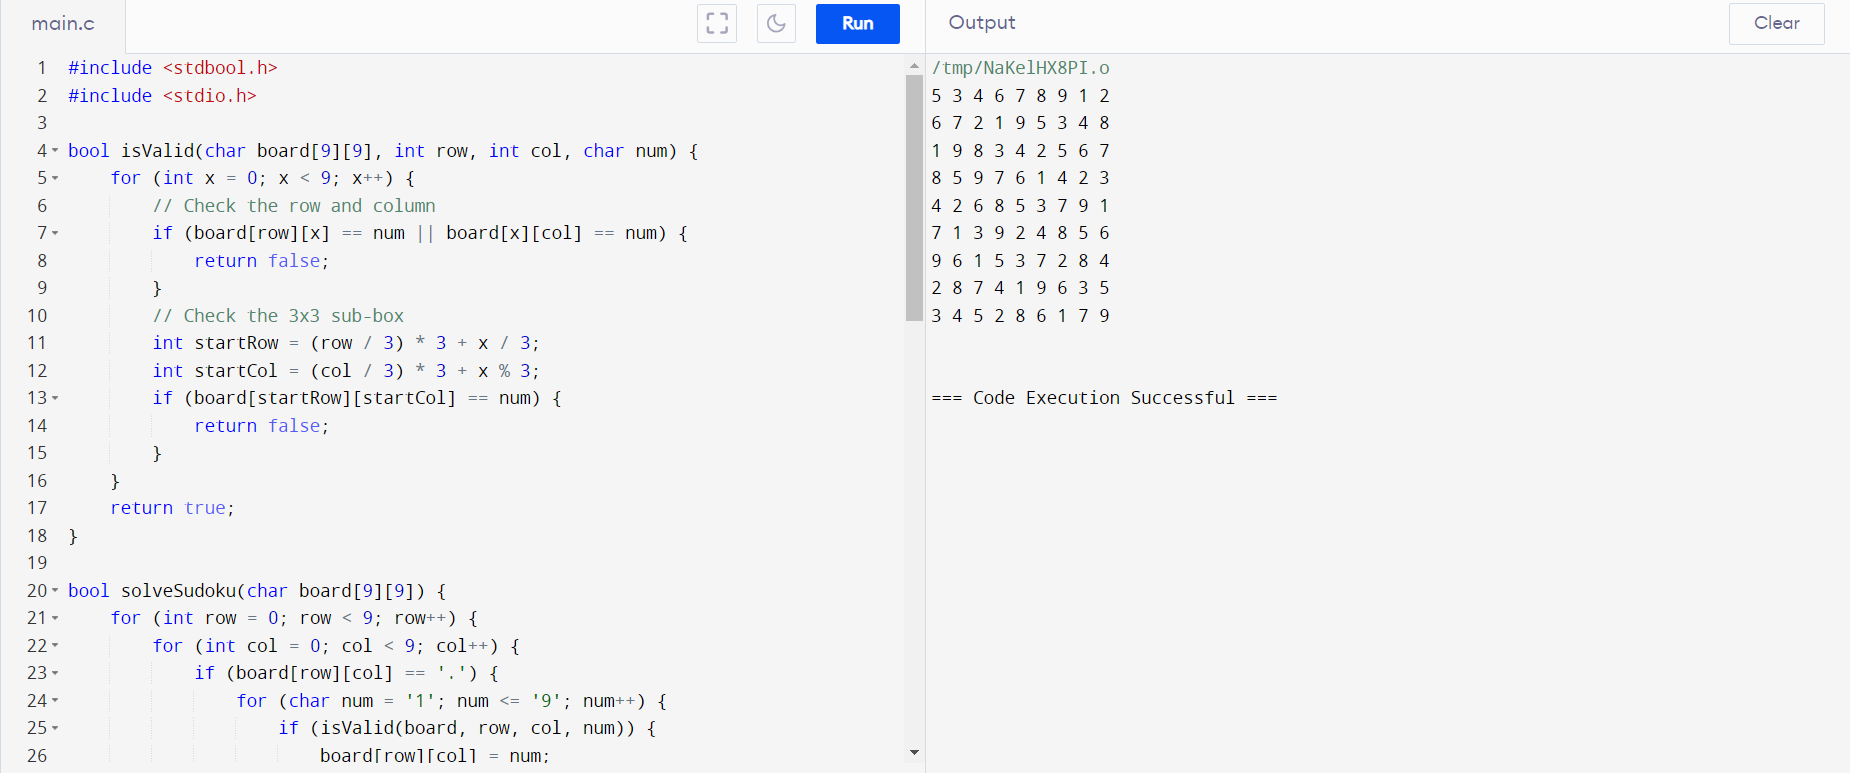 main.c
Run
Output
Clear
1 #include <stdbool.h>
2 #include <stdio.h>
3
4 bool isValid(char board[9][9], int row, int col, char num) {
5     for (int x = 0; x < 9; x++) {
6         // Check the row and column
7         if (board[row][x] == num || board[x][col] == num) {
8             return false;
9         }
10         // Check the 3x3 sub-box
11         int startRow = (row / 3) * 3 + x / 3;
12         int startCol = (col / 3) * 3 + x % 3;
13         if (board[startRow][startCol] == num) {
14             return false;
15         }
16     }
17     return true;
18 }
19
20 bool solveSudoku(char board[9][9]) {
21     for (int row = 0; row < 9; row++) {
22         for (int col = 0; col < 9; col++) {
23             if (board[row][col] == '.') {
24                 for (char num = '1'; num <= '9'; num++) {
25                     if (isValid(board, row, col, num)) {
26                         board[row][col] = num;
/tmp/NaKelHX8PI.o
5 3 4 6 7 8 9 1 2
6 7 2 1 9 5 3 4 8
1 9 8 3 4 2 5 6 7
8 5 9 7 6 1 4 2 3
4 2 6 8 5 3 7 9 1
7 1 3 9 2 4 8 5 6
9 6 1 5 3 7 2 8 4
2 8 7 4 1 9 6 3 5
3 4 5 2 8 6 1 7 9
=== Code Execution Successful ===